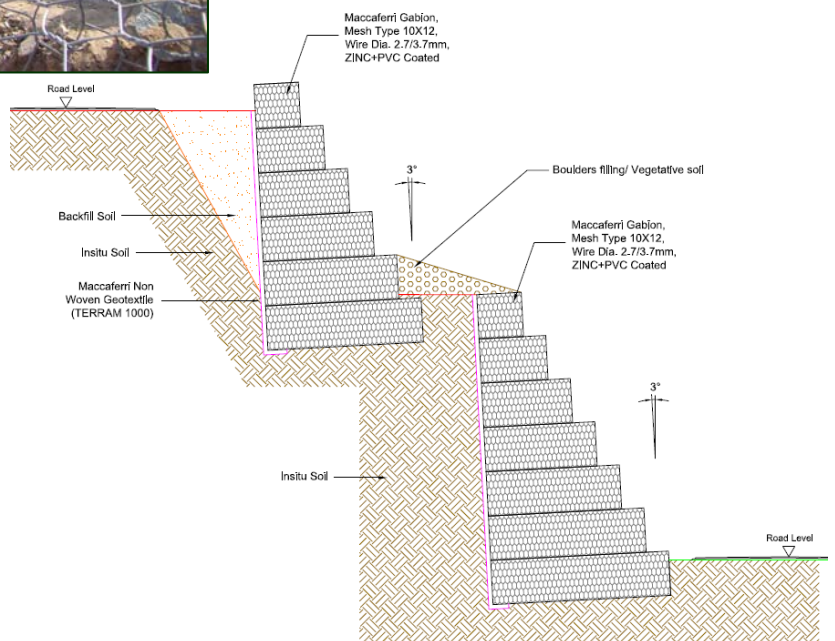 Maccaferri Gabion,
Mesh Type 10X12,
Wire Dia. 2.7/3.7mm,
ZINC+PVC Coated
Road Level
3°
Boulders filling/ Vegetative soil
Backfill Soil
Maccaferri Gabion,
Mesh Type 10X12,
Wire Dia. 2.7/3.7mm,
ZINC+PVC Coated
Insitu Soil
Maccaferri Non
Woven Geotextile
(TERRAM 1000)
3°
Insitu Soil
Road Level